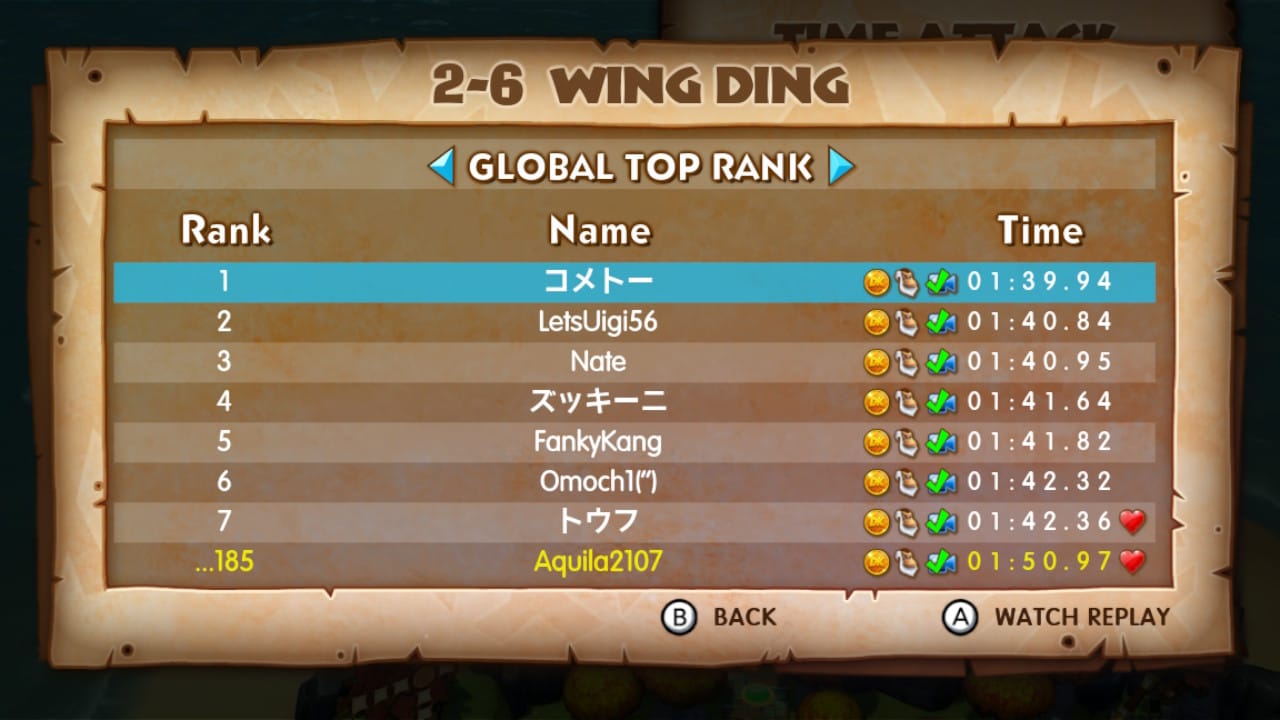 TIME ATTACK
2-6 WING DING
GLOBAL TOP RANK
Rank Name Time
1 コメトー 01:39.94
2 LetsUigi56 01:40.84
3 Nate 01:40.95
4 ズッキーニ 01:41.64
5 FankyKang 01:41.82
6 Omoch1(”) 01:42.32
7 トウフ 01:42.36
...185 Aquila2107 01:50.97
B BACK A WATCH REPLAY